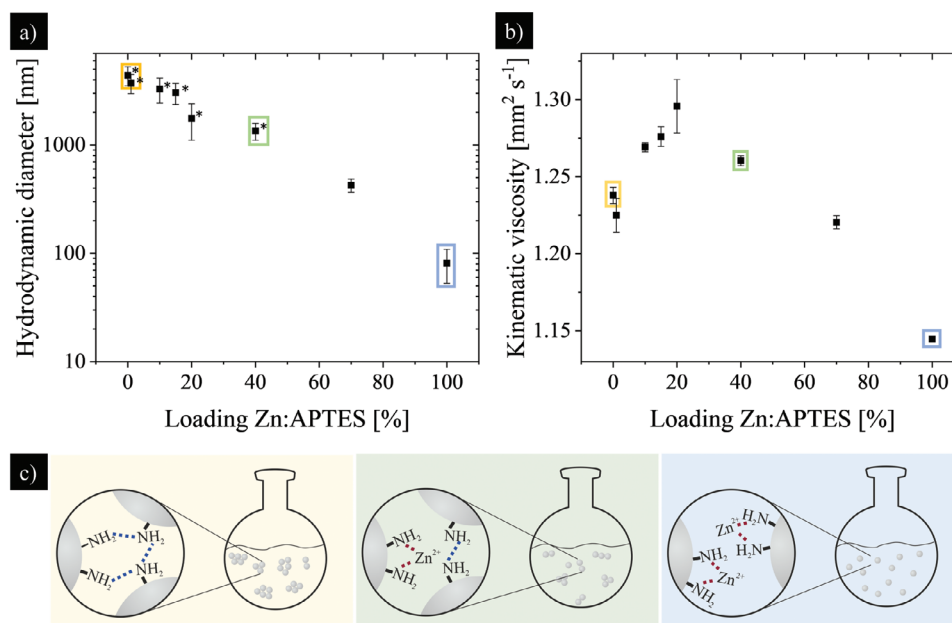 a)
Hydrodynamic diameter [nm]
1000
100
10
* * * * * *
0 20 40 60 80 100
Loading Zn:APTES [%]
b)
Kinematic viscosity [mm² s⁻¹]
1.30
1.25
1.20
1.15
0 20 40 60 80 100
Loading Zn:APTES [%]
c)
NH₂ NH₂
NH₂ NH₂
NH₂ NH₂
Zn²⁺
NH₂ NH₂
H₂N
Zn²⁺
NH₂ H₂N
Zn²⁺
NH₂